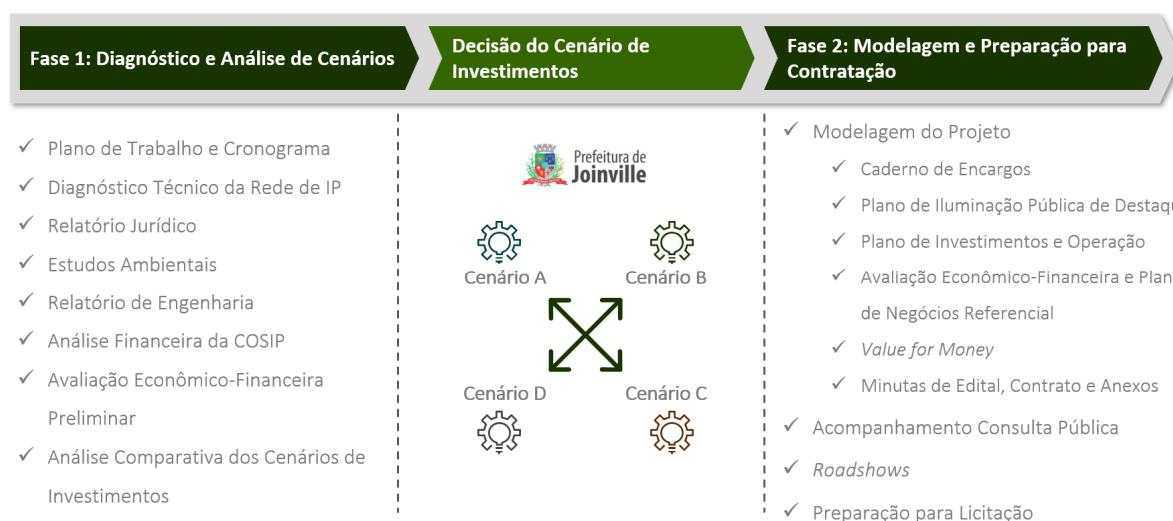 Fase 1: Diagnóstico e Análise de Cenários
Decisão do Cenário de
Investimentos
Fase 2: Modelagem e Preparação para
Contratação
Plano de Trabalho e Cronograma
Diagnóstico Técnico da Rede de IP
Relatório Jurídico
Estudos Ambientais
Relatório de Engenharia
Análise Financeira da COSIP
Avaliação Econômico-Financeira
Preliminar
Análise Comparativa dos Cenários de
Investimentos
Prefeitura de
Joinville
Cenário A
Cenário B
Cenário D
Cenário C
Modelagem do Projeto
Caderno de Encargos
Plano de Iluminação Pública de Destaqu
Plano de Investimentos e Operação
Avaliação Econômico-Financeira e Plan
de Negócios Referencial
Value for Money
Minutas de Edital, Contrato e Anexos
Acompanhamento Consulta Pública
Roadshows
Preparação para Licitação